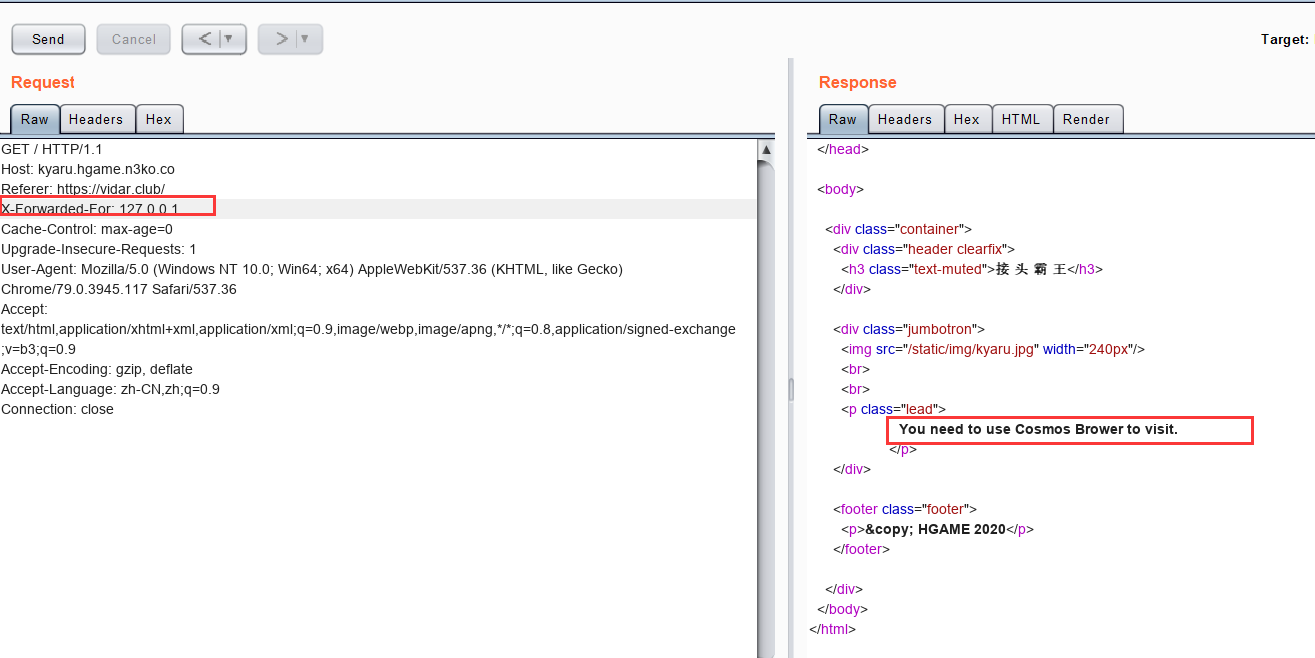 Send
Cancel
<
>
Target:
Request
Raw
Headers
Hex
GET / HTTP/1.1
Host: kyaru.hgame.n3ko.co
Referer: https://vidar.club/
X-Forwarded-For: 127.0.0.1
Cache-Control: max-age=0
Upgrade-Insecure-Requests: 1
User-Agent: Mozilla/5.0 (Windows NT 10.0; Win64; x64) AppleWebKit/537.36 (KHTML, like Gecko)
Chrome/79.0.3945.117 Safari/537.36
Accept:
text/html,application/xhtml+xml,application/xml;q=0.9,image/webp,image/apng,*/*;q=0.8,application/signed-exchange
;v=b3;q=0.9
Accept-Encoding: gzip, deflate
Accept-Language: zh-CN,zh;q=0.9
Connection: close
Response
Raw
Headers
Hex
HTML
Render
</head>
<body>
<div class="container">
<div class="header clearfix">
<h3 class="text-muted">接 头 霸 王</h3>
</div>
<div class="jumbotron">
<img src="/static/img/kyaru.jpg" width="240px"/>
<br>
<br>
<p class="lead">
You need to use Cosmos Brower to visit.
</p>
</div>
<footer class="footer">
<p>&copy; HGAME 2020</p>
</footer>
</div>
</body>
</html>